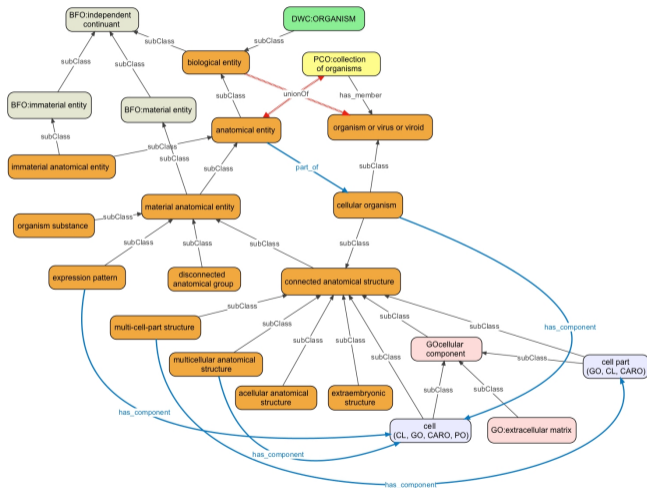 BFO:independent
continuant
DWC:ORGANISM
subClass
subClass
biological entity
PCO:collection
of organisms
subClass
subClass
subClass
unionOf
has_member
BFO:immaterial entity
BFO:material entity
anatomical entity
organism or virus or viroid
subClass
subClass
subClass
subClass
immaterial anatomical entity
part_of
subClass
material anatomical entity
cellular organism
organism substance
subClass
subClass
subClass
subClass
subClass
expression pattern
disconnected
anatomical group
connected anatomical structure
subClass
subClass
subClass
subClass
subClass
subClass
subClass
multi-cell-part structure
has_component
GOcellular
component
multicellular anatomical
structure
cell part
(GO, CL, CARO)
subClass
subClass
subClass
acellular anatomical
structure
extraembryonic
structure
has_component
cell
(CL, GO, CARO, PO)
GO:extracellular matrix
has_component
has_component